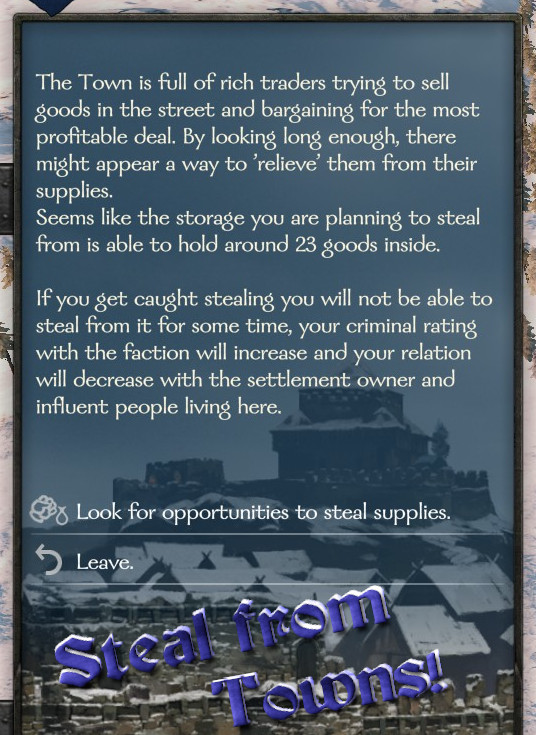 The Town is full of rich traders trying to sell
goods in the street and bargaining for the most
profitable deal. By looking long enough, there
might appear a way to 'relieve' them from their
supplies.
Seems like the storage you are planning to steal
from is able to hold around 23 goods inside.
If you get caught stealing you will not be able to
steal from it for some time, your criminal rating
with the faction will increase and your relation
will decrease with the settlement owner and
influent people living here.
Look for opportunities to steal supplies.
Leave.
Steal from
Towns!